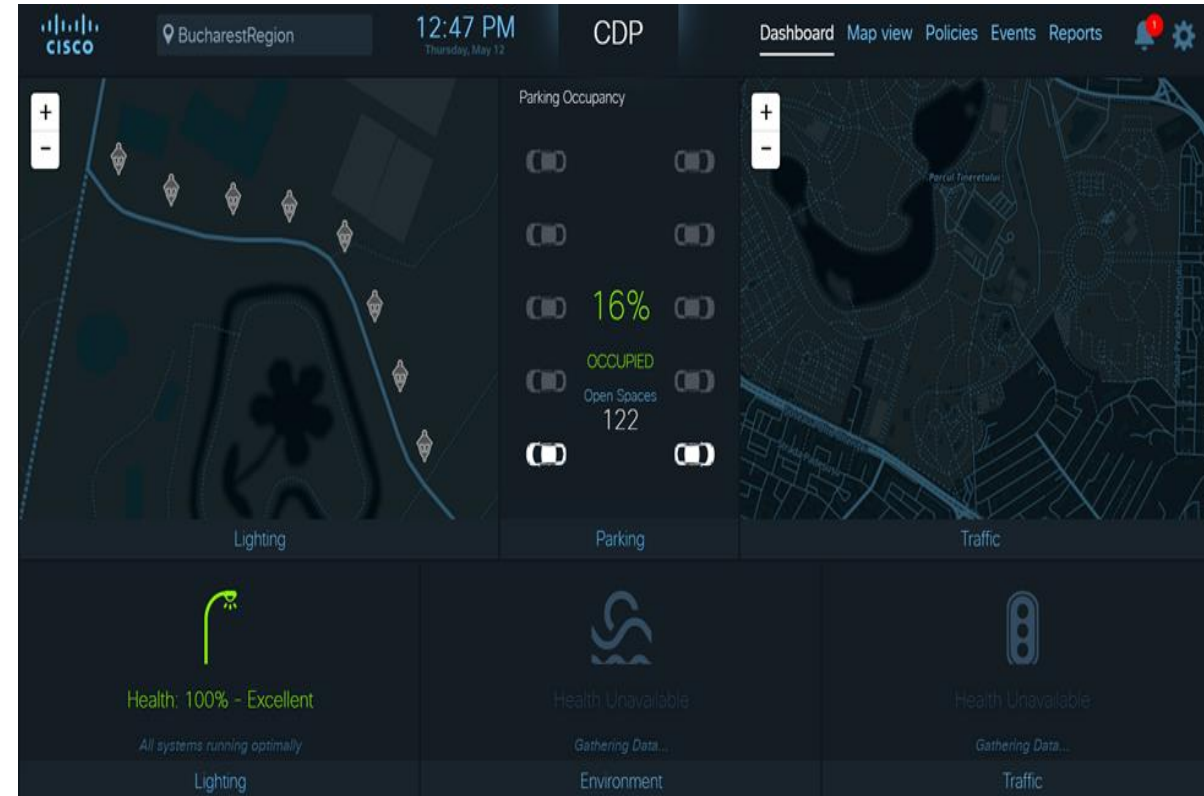 CISCO
BucharestRegion
12:47 PM
Thursday, May 12
CDP
Dashboard Map view Policies Events Reports
1
+
-
Parking Occupancy
16%
OCCUPIED
Open Spaces
122
+
-
Parcul Tineretului
Lighting
Parking
Traffic
Health: 100% - Excellent
All systems running optimally
Lighting
Health Unavailable
Gathering Data...
Environment
Health Unavailable
Gathering Data...
Traffic